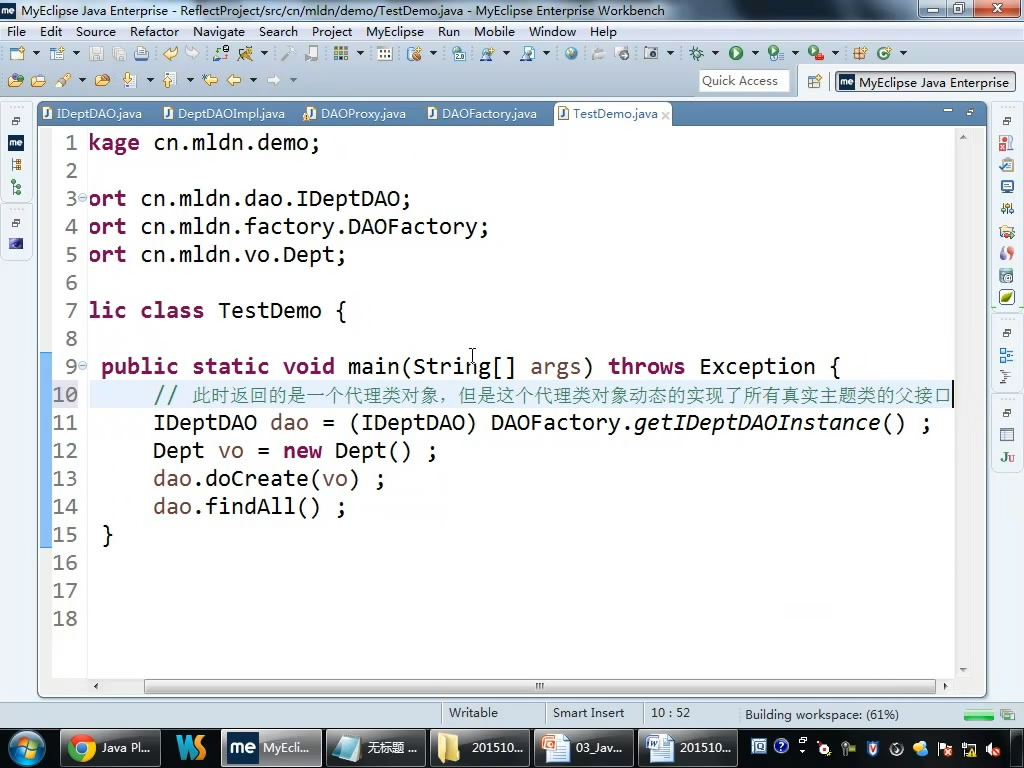 MyEclipse Java Enterprise - ReflectProject/src/cn/mldn/demo/TestDemo.java - MyEclipse Enterprise Workbench
File Edit Source Refactor Navigate Search Project MyEclipse Run Mobile Window Help
Quick Access
MyEclipse Java Enterprise
IDeptDAO.java DeptDAOImpl.java DAOProxy.java DAOFactory.java TestDemo.java
1 kage cn.mldn.demo;
2
3 ort cn.mldn.dao.IDeptDAO;
4 ort cn.mldn.factory.DAOFactory;
5 ort cn.mldn.vo.Dept;
6
7 lic class TestDemo {
8
9 public static void main(String[] args) throws Exception {
10 // 此时返回的是一个代理类对象，但是这个代理类对象动态的实现了所有真实主题类的父接口
11 IDeptDAO dao = (IDeptDAO) DAOFactory.getIDeptDAOInstance() ;
12 Dept vo = new Dept() ;
13 dao.doCreate(vo) ;
14 dao.findAll() ;
15 }
16
17
18
Writable Smart Insert 10 : 52 Building workspace: (61%)
Java Pl... MyEcli... 无标题 ... 201510... 03_Jav... 201510...